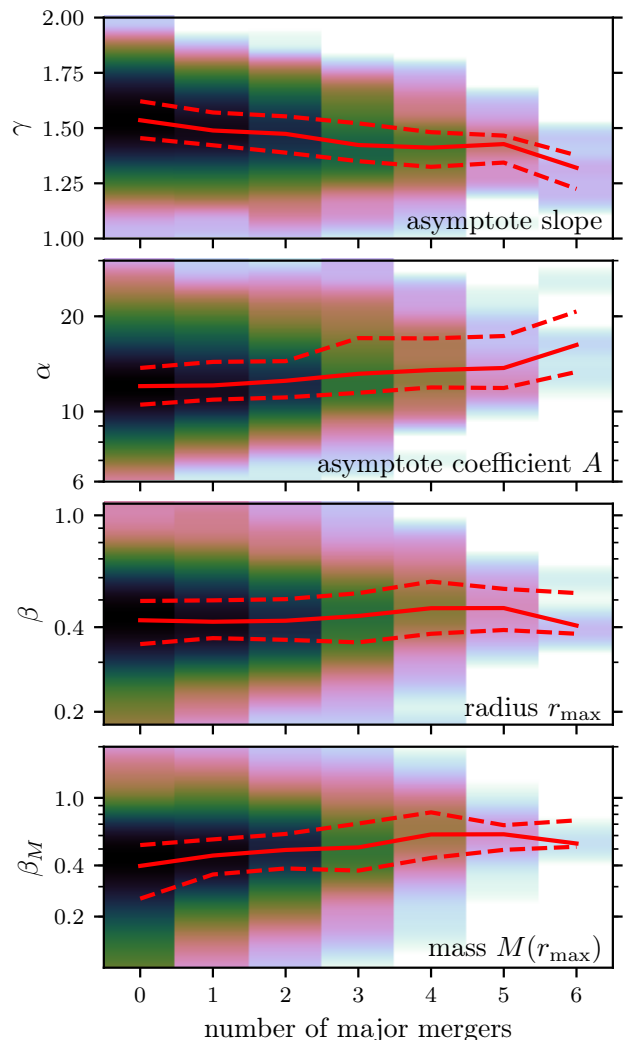 2.00
1.75
1.50
1.25
1.00
γ
asymptote slope
20
10
6
α
asymptote coefficient A
1.0
0.4
0.2
β
radius r_max
1.0
0.4
0.2
β_M
mass M(r_max)
0 1 2 3 4 5 6
number of major mergers